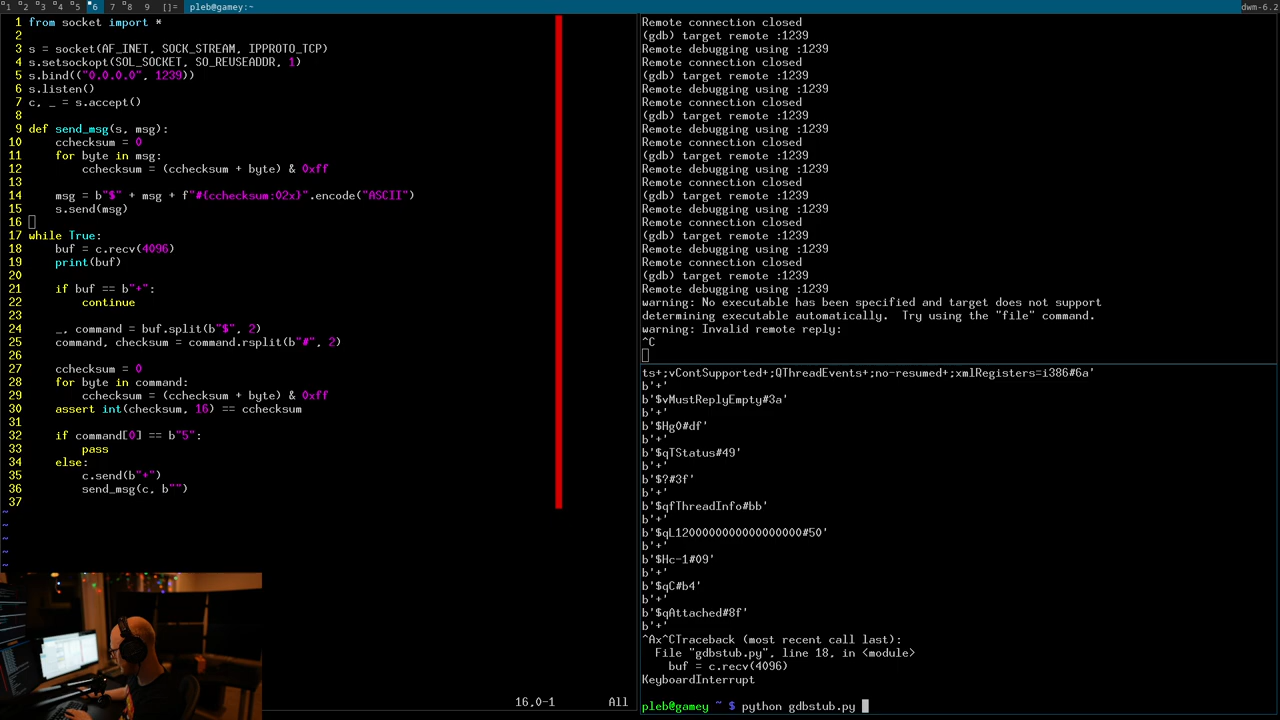 1 2 3 4 5 6 7 8 9 []= pleb@gamey:~ dwm-6.2
1 from socket import *
2
3 s = socket(AF_INET, SOCK_STREAM, IPPROTO_TCP)
4 s.setsockopt(SOL_SOCKET, SO_REUSEADDR, 1)
5 s.bind(("0.0.0.0", 1239))
6 s.listen()
7 c, _ = s.accept()
8
9 def send_msg(s, msg):
10     cchecksum = 0
11     for byte in msg:
12         cchecksum = (cchecksum + byte) & 0xff
13
14     msg = b"$" + msg + f"#{cchecksum:02x}".encode("ASCII")
15     s.send(msg)
16
17 while True:
18     buf = c.recv(4096)
19     print(buf)
20
21     if buf == b"+":
22         continue
23
24     _, command = buf.split(b"$", 2)
25     command, checksum = command.rsplit(b"#", 2)
26
27     cchecksum = 0
28     for byte in command:
29         cchecksum = (cchecksum + byte) & 0xff
30     assert int(checksum, 16) == cchecksum
31
32     if command[0] == b"5":
33         pass
34     else:
35         c.send(b"+")
36         send_msg(c, b"")
37
~
~
~
~
~
16,0-1 All
Remote connection closed
(gdb) target remote :1239
Remote debugging using :1239
Remote connection closed
(gdb) target remote :1239
Remote debugging using :1239
Remote connection closed
(gdb) target remote :1239
Remote debugging using :1239
Remote connection closed
(gdb) target remote :1239
Remote debugging using :1239
Remote connection closed
(gdb) target remote :1239
Remote debugging using :1239
Remote connection closed
(gdb) target remote :1239
Remote debugging using :1239
Remote connection closed
(gdb) target remote :1239
Remote debugging using :1239
warning: No executable has been specified and target does not support
determining executable automatically.  Try using the "file" command.
warning: Invalid remote reply:
^C
ts+;vContSupported+;QThreadEvents+;no-resumed+;xmlRegisters=i386#6a'
b'+'
b'$vMustReplyEmpty#3a'
b'+'
b'$Hg0#df'
b'+'
b'$qTStatus#49'
b'+'
b'$?#3f'
b'+'
b'$qfThreadInfo#bb'
b'+'
b'$qL1200000000000000000#50'
b'+'
b'$Hc-1#09'
b'+'
b'$qC#b4'
b'+'
b'$qAttached#8f'
b'+'
^Ax^CTraceback (most recent call last):
  File "gdbstub.py", line 18, in <module>
    buf = c.recv(4096)
KeyboardInterrupt
pleb@gamey ~ $ python gdbstub.py